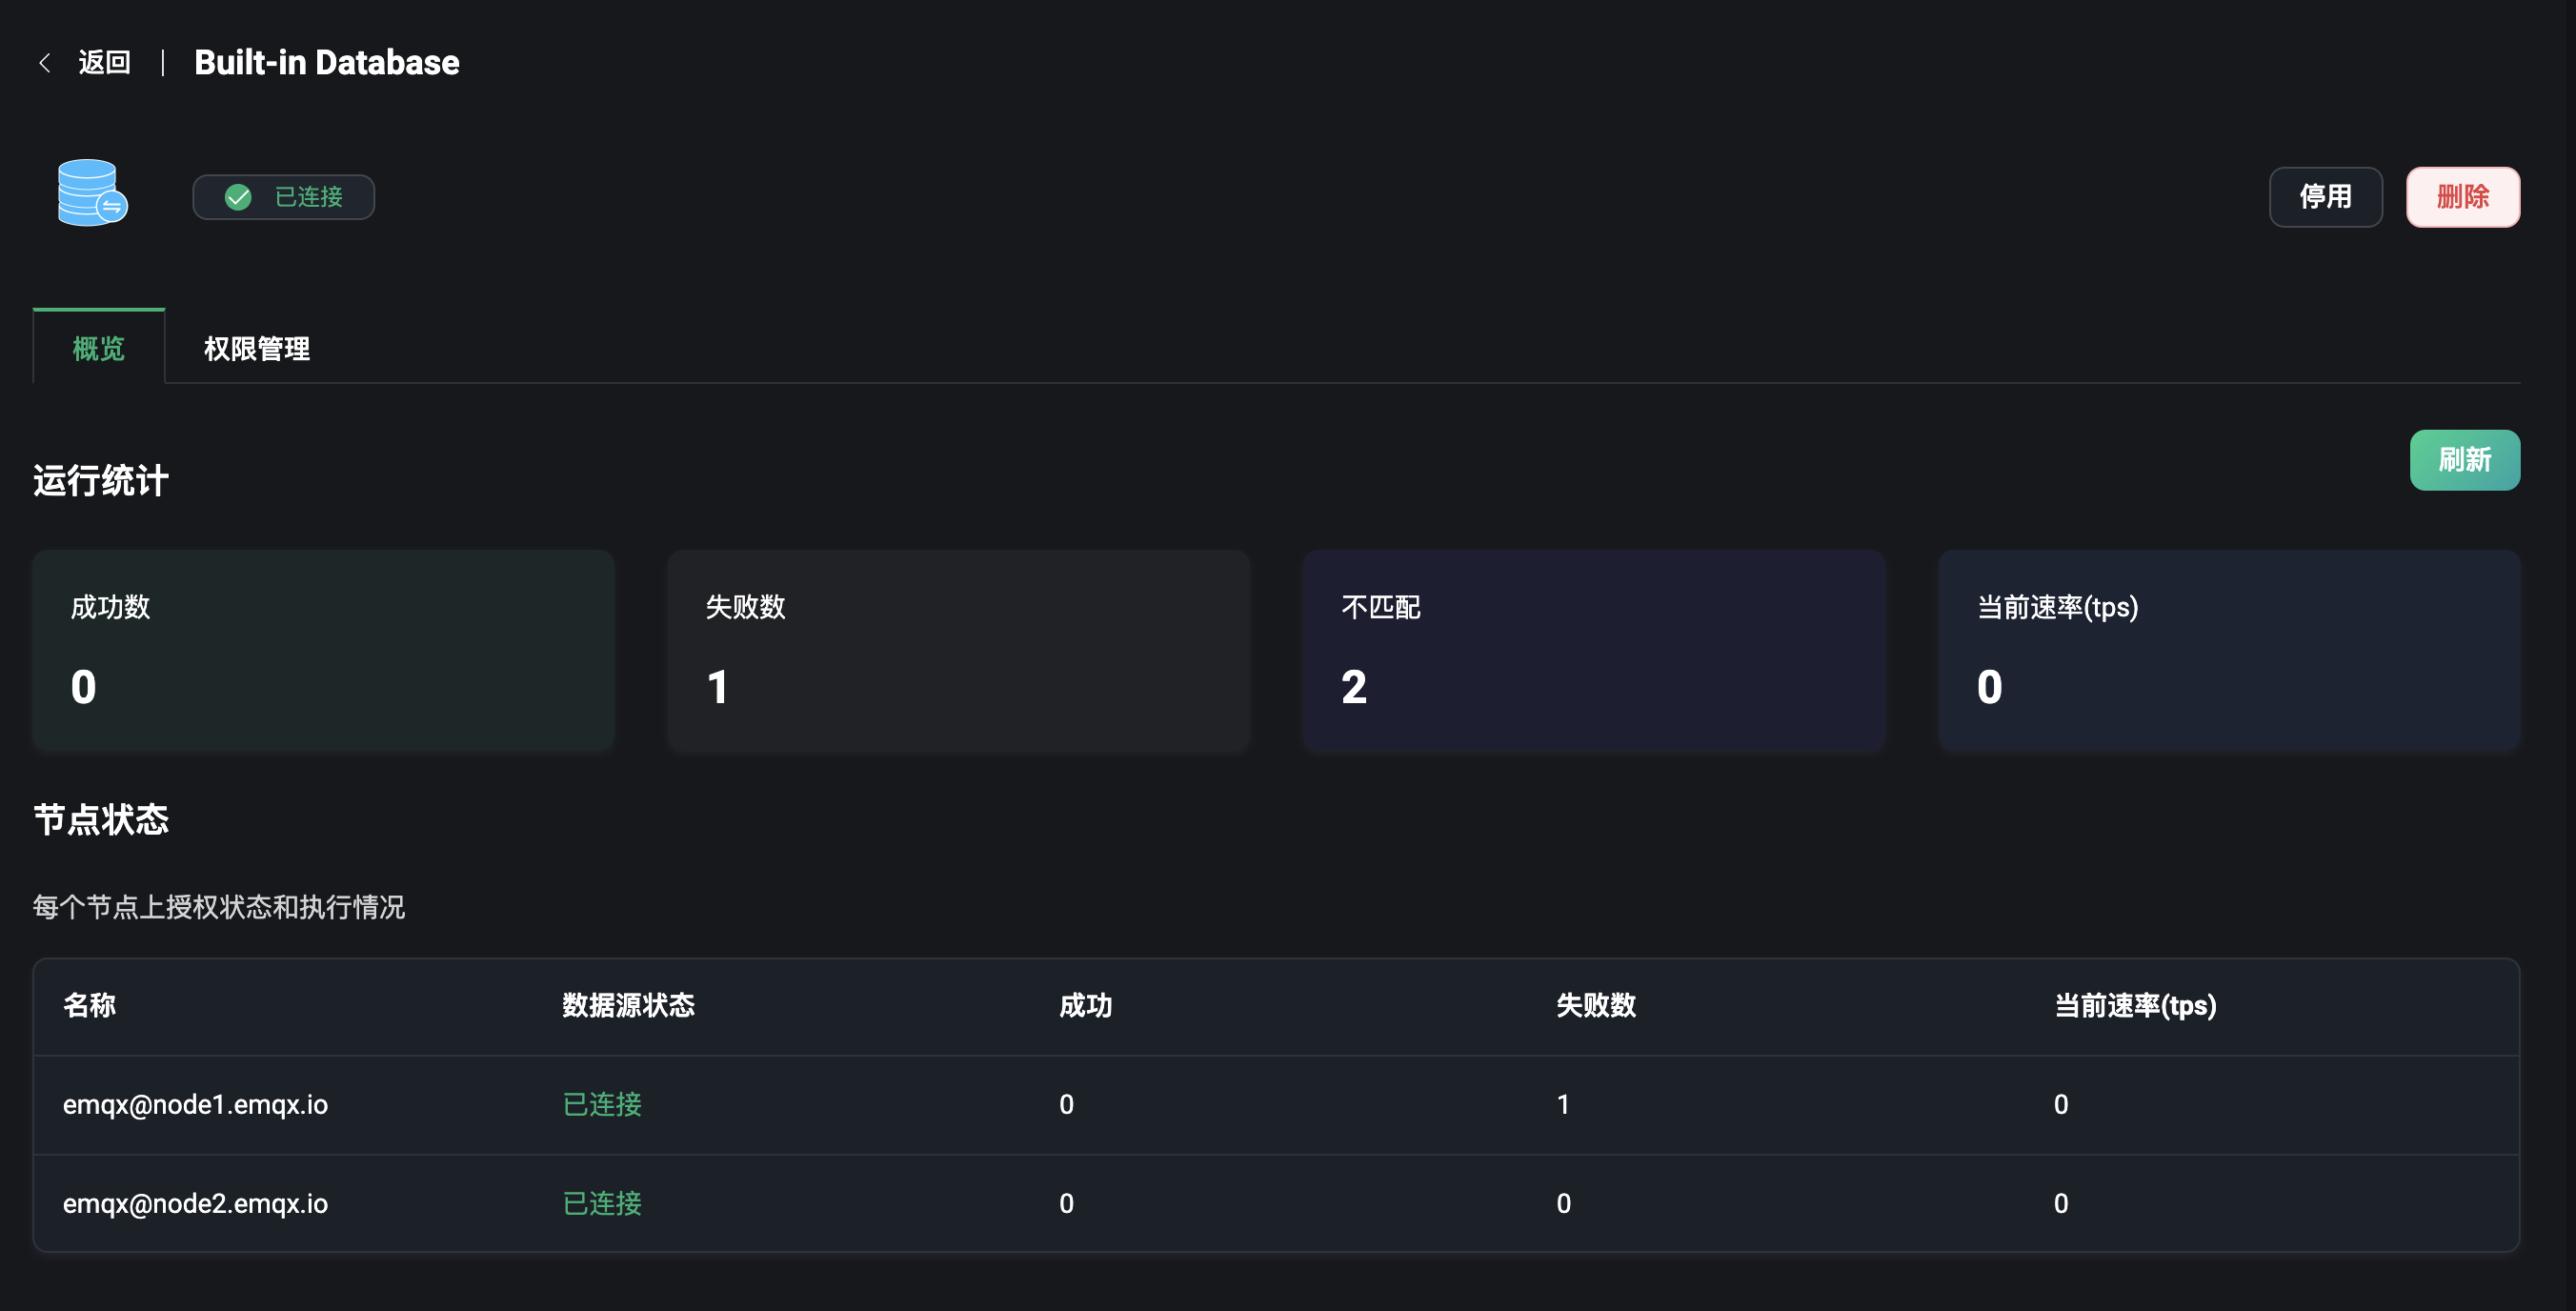 返回 | Built-in Database
已连接 停用 删除
概览 权限管理
运行统计 刷新
成功数 失败数 不匹配 当前速率(tps)
0 1 2 0
节点状态
每个节点上授权状态和执行情况
名称 数据源状态 成功 失败数 当前速率(tps)
emqx@node1.emqx.io 已连接 0 1 0
emqx@node2.emqx.io 已连接 0 0 0